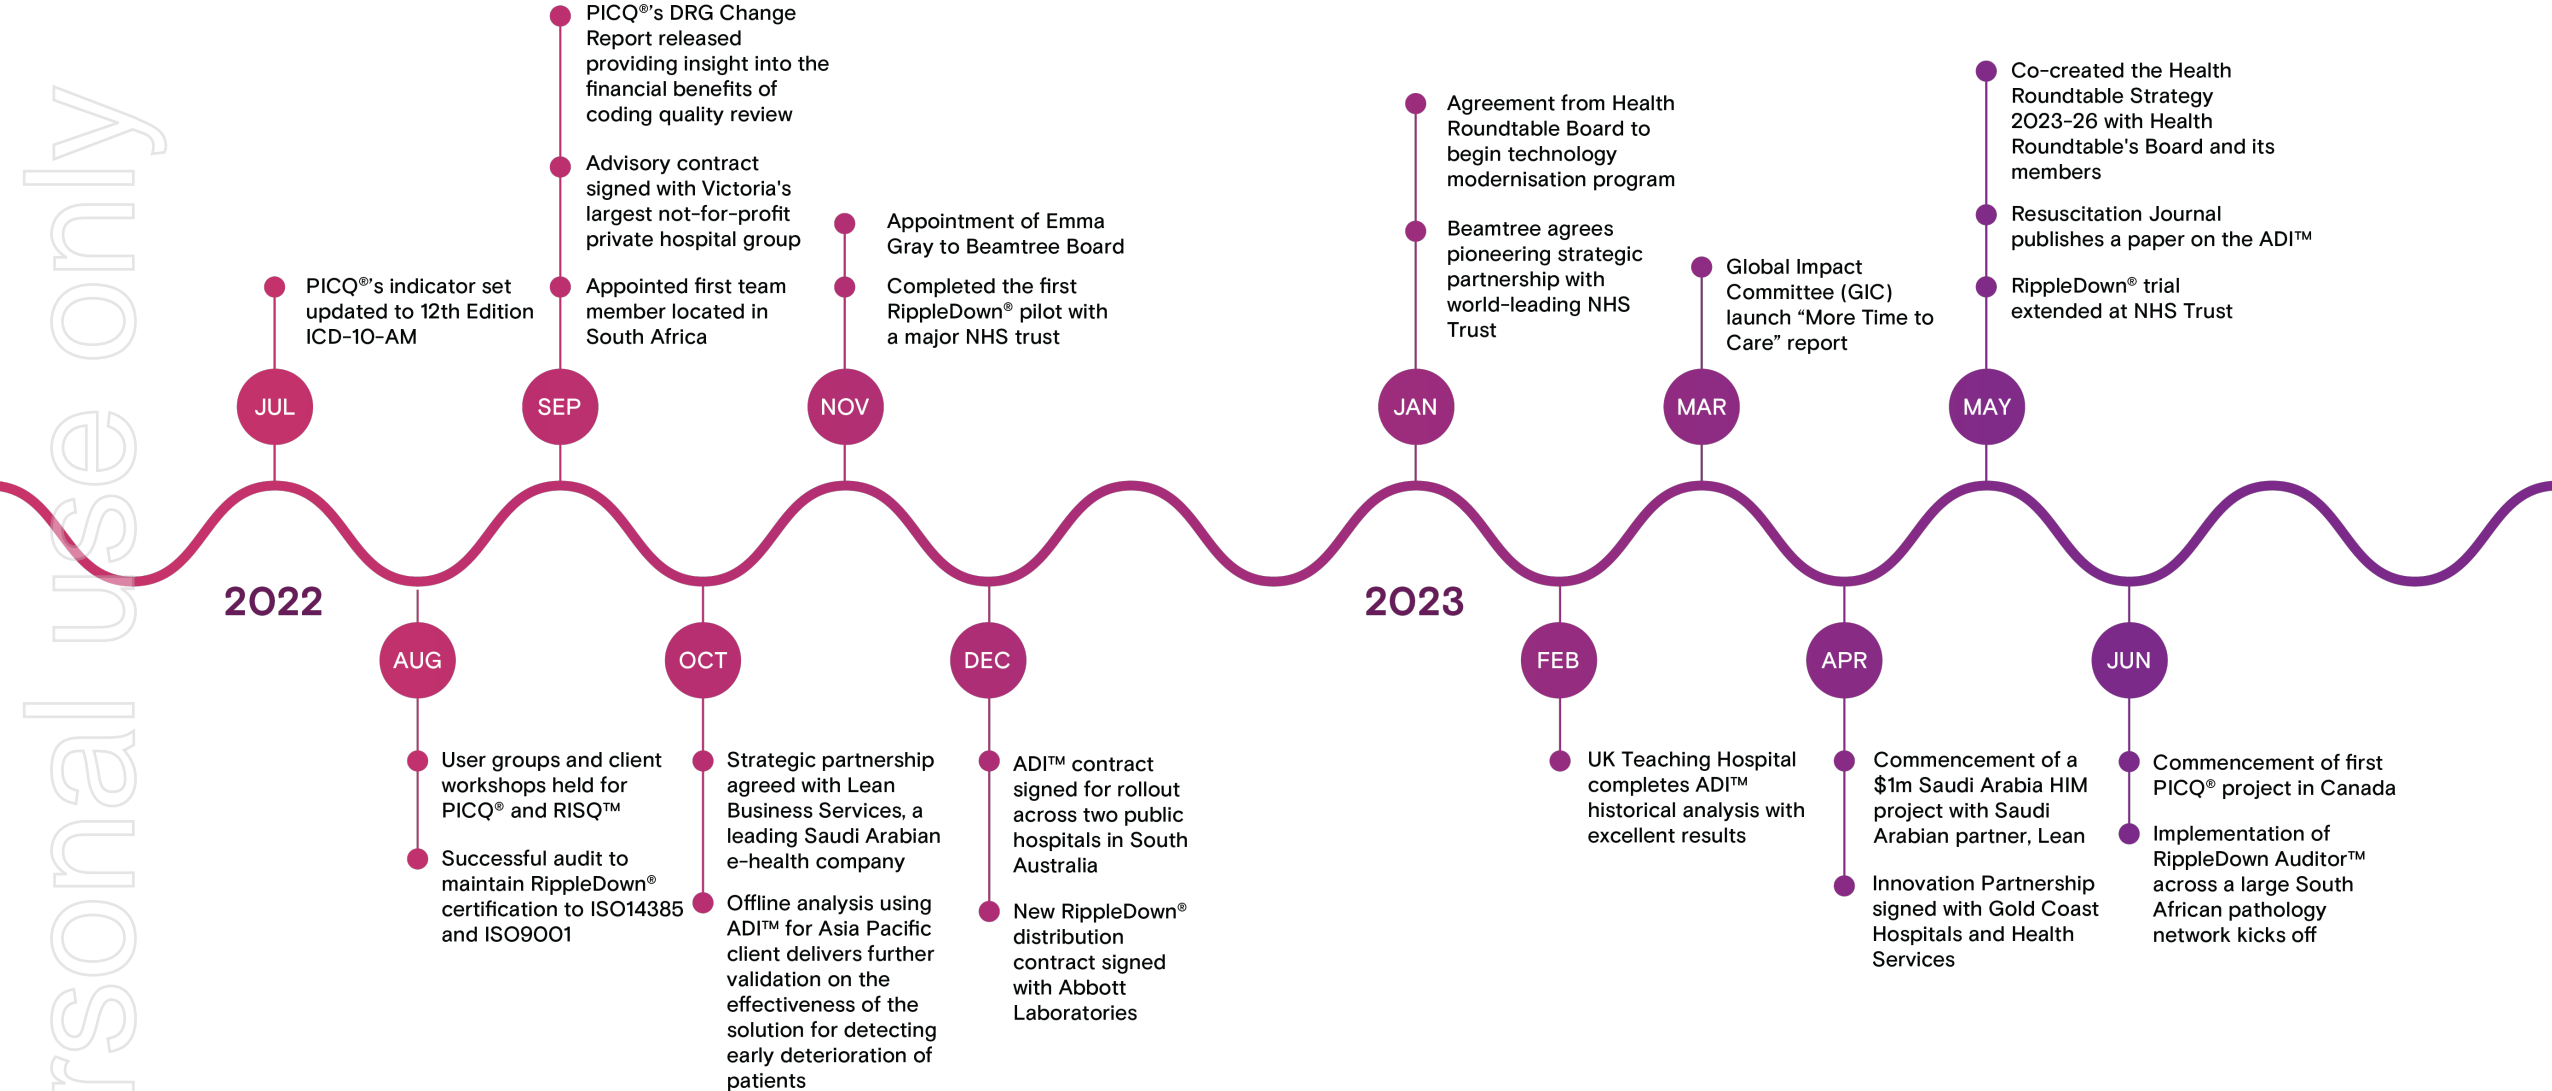 PICQ®’s DRG Change
Report released
providing insight into the
financial benefits of
coding quality review
Advisory contract
signed with Victoria's
largest not-for-profit
private hospital group
Appointed first team
member located in
South Africa
PICQ®’s indicator set
updated to 12th Edition
ICD-10-AM
Appointment of Emma
Gray to Beamtree Board
Completed the first
RippleDown® pilot with
a major NHS trust
Agreement from Health
Roundtable Board to
begin technology
modernisation program
Beamtree agrees
pioneering strategic
partnership with
world-leading NHS
Trust
Global Impact
Committee (GIC)
launch “More Time to
Care” report
Co-created the Health
Roundtable Strategy
2023-26 with Health
Roundtable's Board and its
members
Resuscitation Journal
publishes a paper on the ADI™
RippleDown® trial
extended at NHS Trust
JUL
SEP
NOV
JAN
MAR
MAY
2022
2023
AUG
OCT
DEC
FEB
APR
JUN
User groups and client
workshops held for
PICQ® and RISQ™
Successful audit to
maintain RippleDown®
certification to ISO14385
and ISO9001
Strategic partnership
agreed with Lean
Business Services, a
leading Saudi Arabian
e-health company
Offline analysis using
ADI™ for Asia Pacific
client delivers further
validation on the
effectiveness of the
solution for detecting
early deterioration of
patients
ADI™ contract
signed for rollout
across two public
hospitals in South
Australia
New RippleDown®
distribution
contract signed
with Abbott
Laboratories
UK Teaching Hospital
completes ADI™
historical analysis with
excellent results
Commencement of a
$1m Saudi Arabia HIM
project with Saudi
Arabian partner, Lean
Innovation Partnership
signed with Gold Coast
Hospitals and Health
Services
Commencement of first
PICQ® project in Canada
Implementation of
RippleDown Auditor™
across a large South
African pathology
network kicks off
rsonal use only